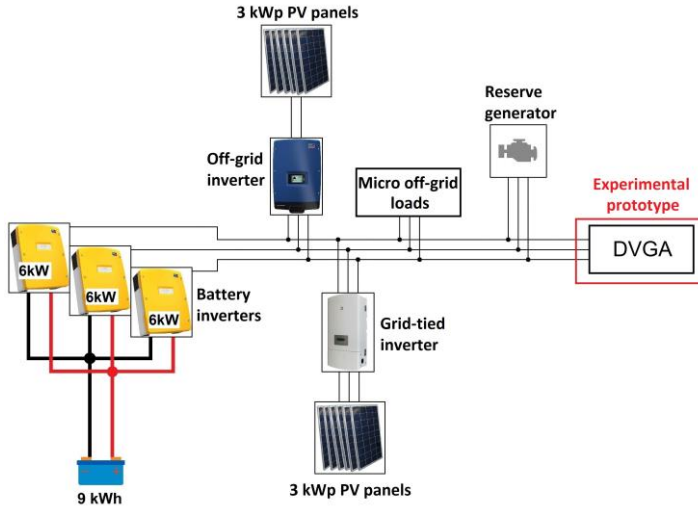 3 kWp PV panels
Reserve
generator
Off-grid
inverter
Micro off-grid
loads
Experimental
prototype
DVGA
6kW
6kW
6kW
Battery
inverters
Grid-tied
inverter
9 kWh
3 kWp PV panels